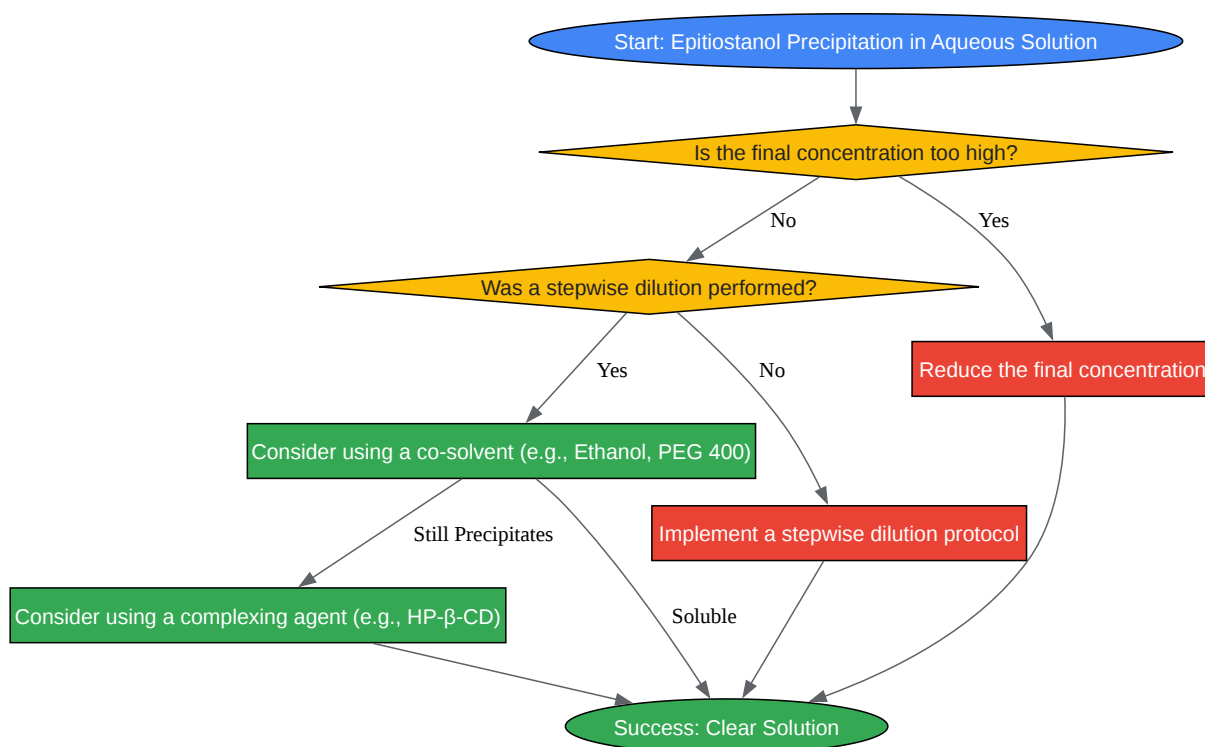 Start: Epitiostanol Precipitation in Aqueous Solution
Is the final concentration too high?
No
Yes
Was a stepwise dilution performed?
Yes
No
Reduce the final concentration
Consider using a co-solvent (e.g., Ethanol, PEG 400)
Still Precipitates
Implement a stepwise dilution protocol
Consider using a complexing agent (e.g., HP-β-CD)
Soluble
Success: Clear Solution